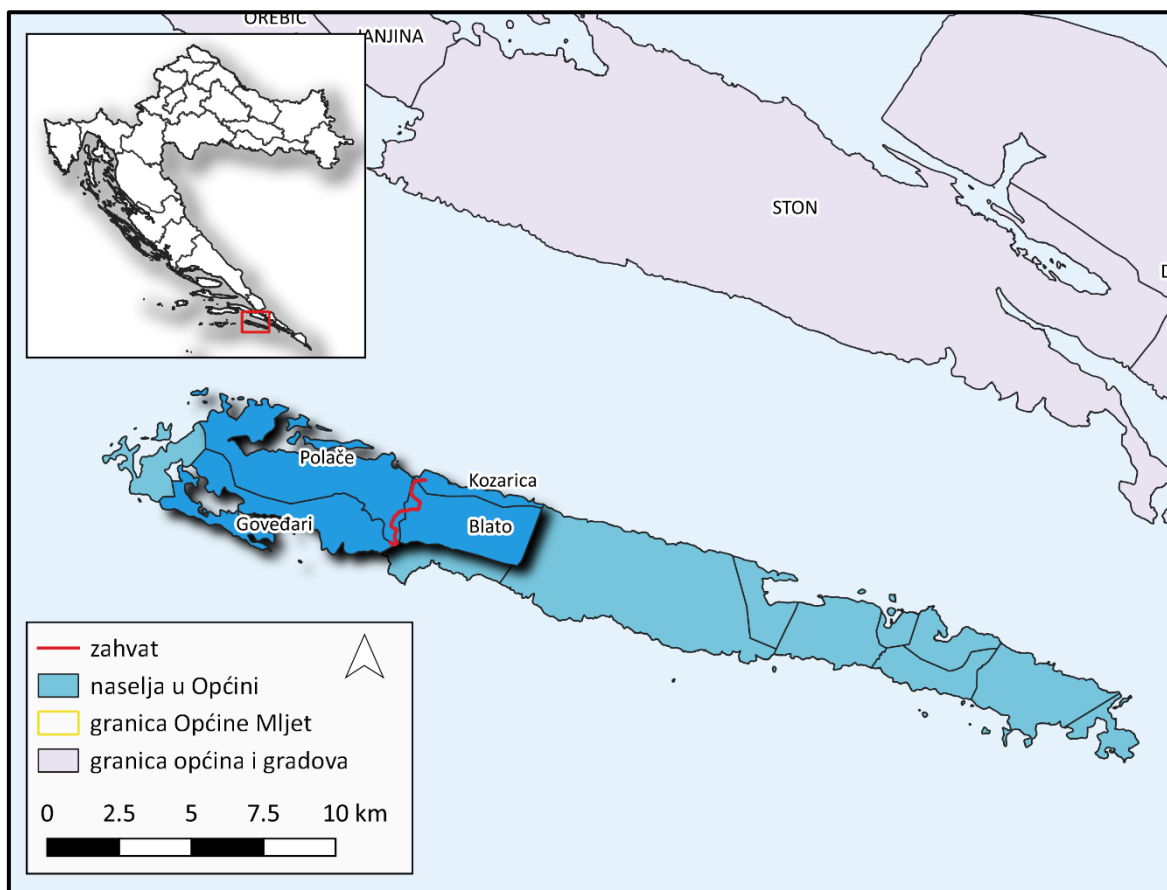 OREBIĆ
JANJINA
STON
D
Polače
Kozarica
Goveđari
Blato
zahvat
naselja u Općini
granica Općine Mljet
granica općina i gradova
0 2.5 5 7.5 10 km